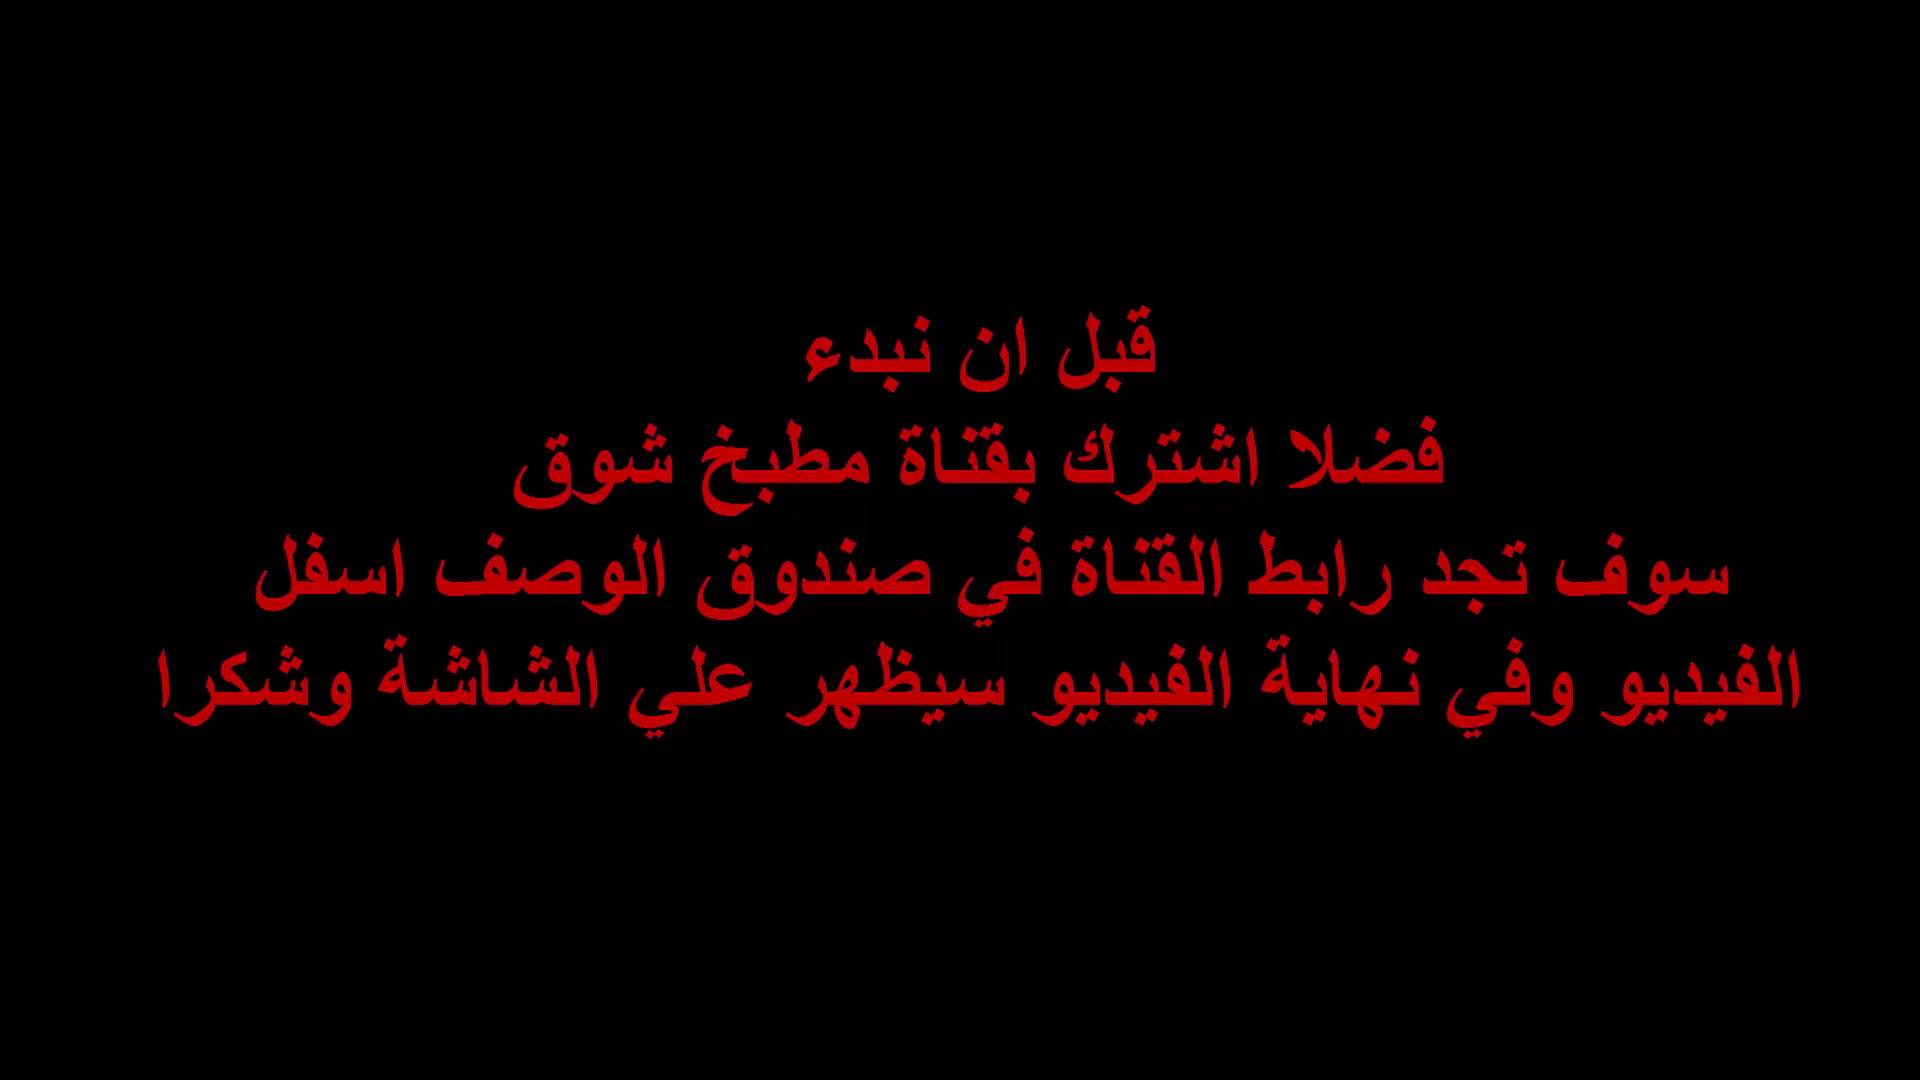 قبل ان نبدء
فضلا اشترك بقناة مطبخ شوق
سوف تجد رابط القناة في صندوق الوصف اسفل
الفيديو وفي نهاية الفيديو سيظهر علي الشاشة وشكرا